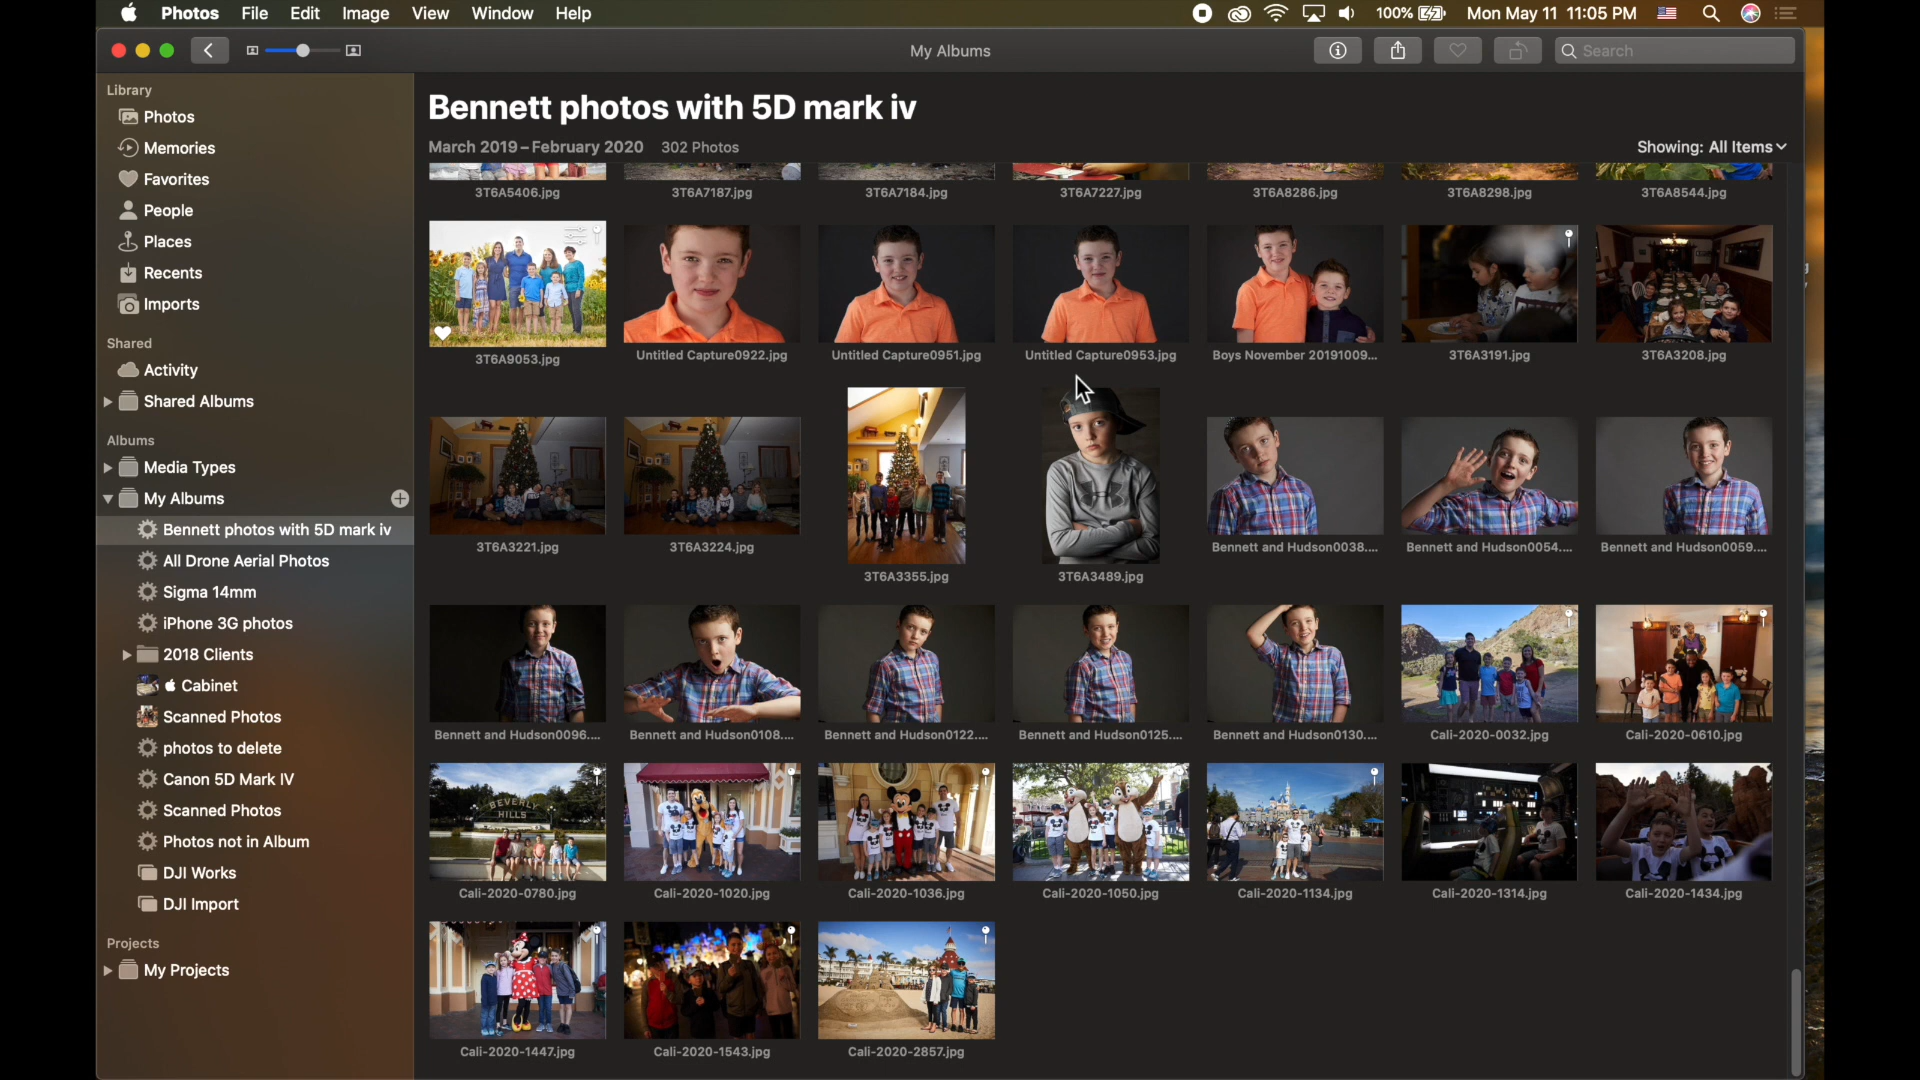 Photos File Edit Image View Window Help 100% Mon May 11 11:05 PM
My Albums Search
Library
Photos
Memories
Favorites
People
Places
Recents
Imports
Shared
Activity
Shared Albums
Albums
Media Types
My Albums
Bennett photos with 5D mark iv
All Drone Aerial Photos
Sigma 14mm
iPhone 3G photos
2018 Clients
Cabinet
Scanned Photos
photos to delete
Canon 5D Mark IV
Scanned Photos
Photos not in Album
DJI Works
DJI Import
Projects
My Projects
Bennett photos with 5D mark iv
March 2019 – February 2020 302 Photos Showing: All Items
3T6A5406.jpg 3T6A7187.jpg 3T6A7184.jpg 3T6A7227.jpg 3T6A8286.jpg 3T6A8298.jpg 3T6A8544.jpg
3T6A9053.jpg Untitled Capture0922.jpg Untitled Capture0951.jpg Untitled Capture0953.jpg Boys November 20191009... 3T6A3191.jpg 3T6A3208.jpg
3T6A3221.jpg 3T6A3224.jpg 3T6A3355.jpg 3T6A3489.jpg Bennett and Hudson0038.... Bennett and Hudson0054.... Bennett and Hudson0059....
Bennett and Hudson0096.... Bennett and Hudson0108.... Bennett and Hudson0122.... Bennett and Hudson0125.... Bennett and Hudson0130.... Cali-2020-0032.jpg Cali-2020-0610.jpg
BEVERLY
HILLS
Cali-2020-0780.jpg Cali-2020-1020.jpg Cali-2020-1036.jpg Cali-2020-1050.jpg Cali-2020-1134.jpg Cali-2020-1314.jpg Cali-2020-1434.jpg
Cali-2020-1447.jpg Cali-2020-1543.jpg Cali-2020-2857.jpg